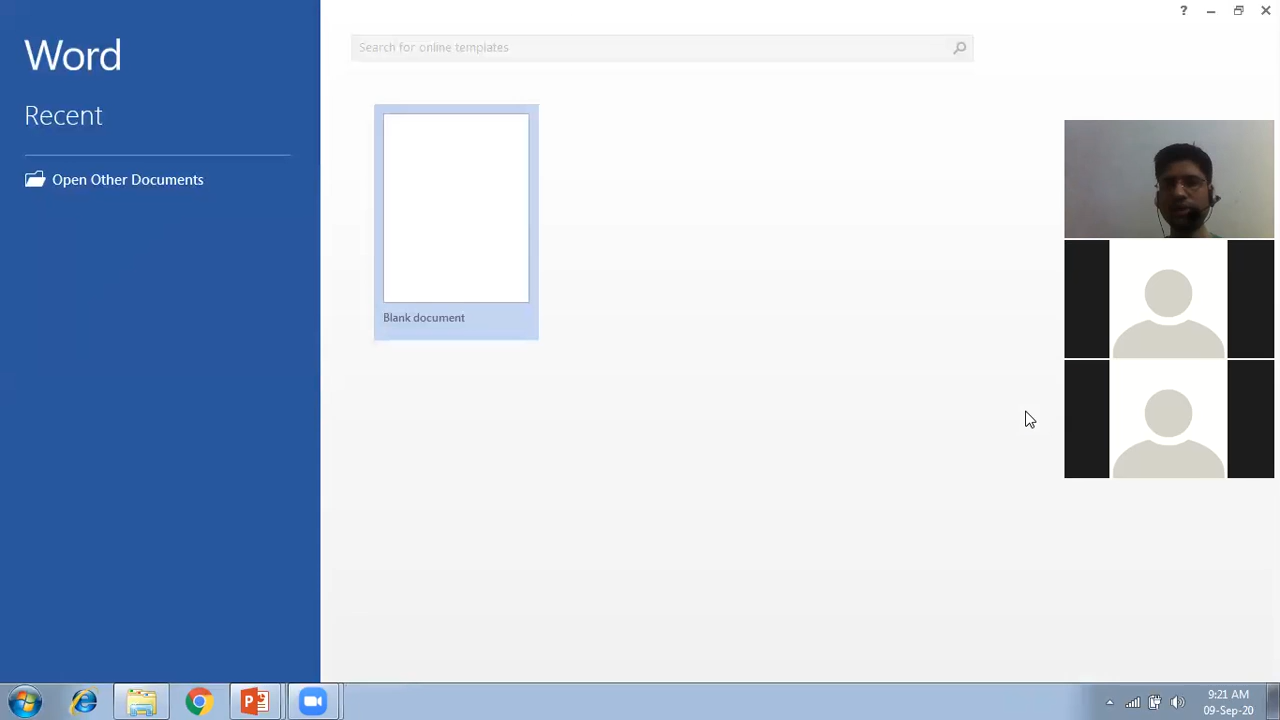 Word
Recent
Open Other Documents
?
Search for online templates
Blank document
9:21 AM
09-Sep-20